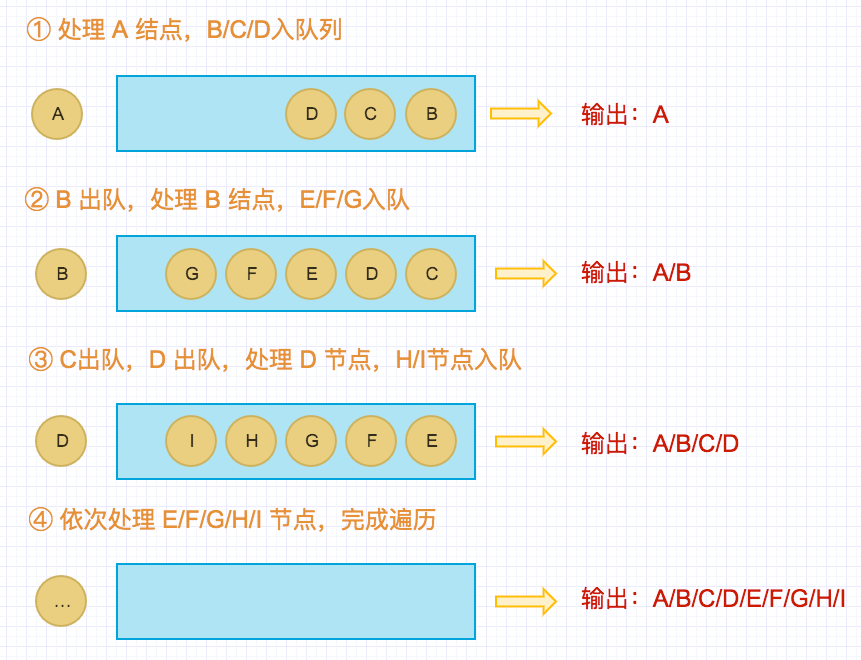 ① 处理 A 结点，B/C/D入队列
A D C B 输出：A
② B 出队，处理 B 结点，E/F/G入队
B G F E D C 输出：A/B
③ C出队，D 出队，处理 D 节点，H/I节点入队
D I H G F E 输出：A/B/C/D
④ 依次处理 E/F/G/H/I 节点，完成遍历
... 输出：A/B/C/D/E/F/G/H/I